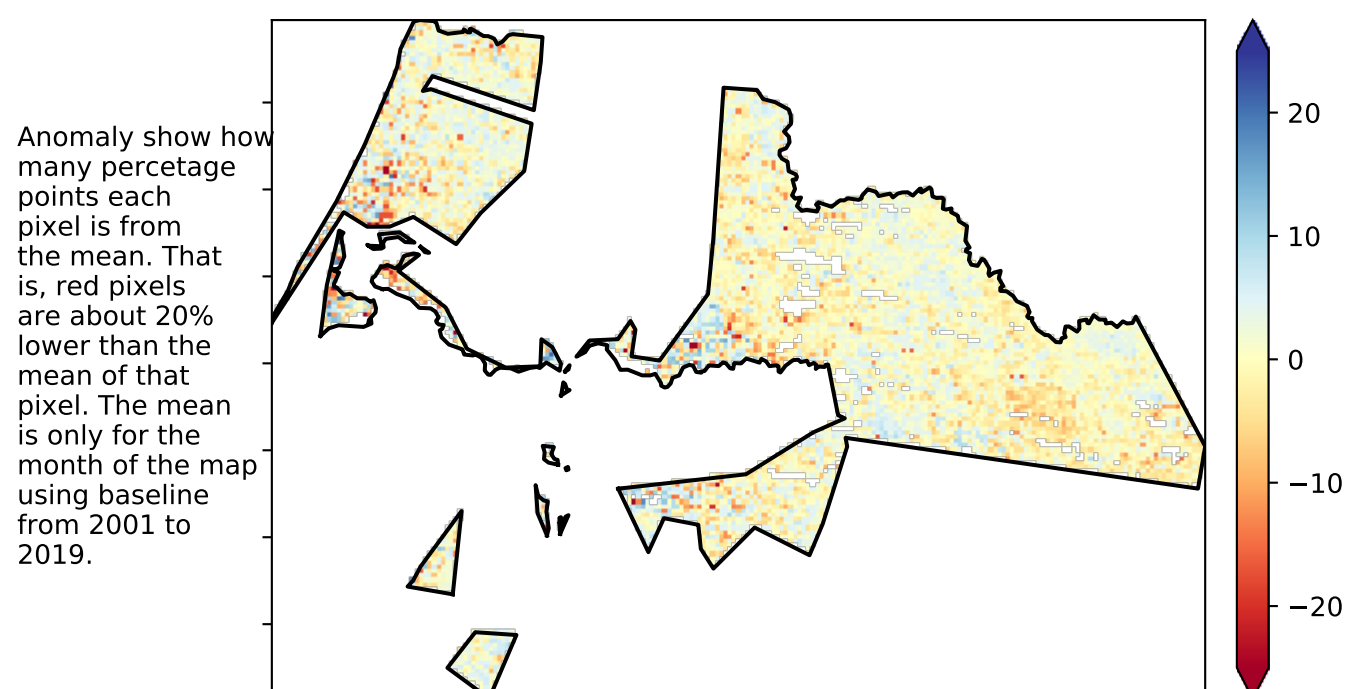 Anomaly show how
many percetage
points each
pixel is from
the mean. That
is, red pixels
are about 20%
lower than the
mean of that
pixel. The mean
is only for the
month of the map
using baseline
from 2001 to
2019.
20
10
0
−10
−20